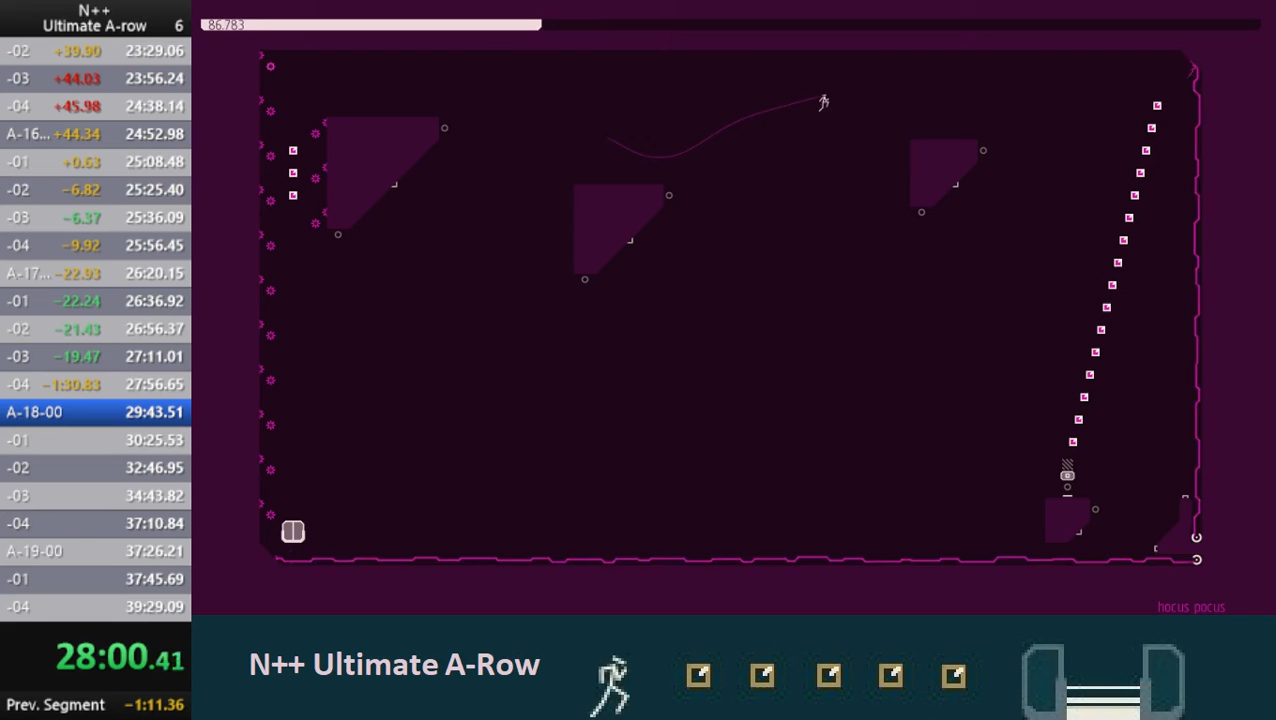 N++
Ultimate A-row 6
-02 +39.90 23:29.06
-03 +44.03 23:56.24
-04 +45.98 24:38.14
A-16... +44.34 24:52.98
-01 +0.63 25:08.48
-02 −6.82 25:25.40
-03 −6.37 25:36.09
-04 −9.92 25:56.45
A-17... −22.93 26:20.15
-01 −22.24 26:36.92
-02 −21.43 26:56.37
-03 −19.47 27:11.01
-04 −1:30.83 27:56.65
A-18-00 29:43.51
-01 30:25.53
-02 32:46.95
-03 34:43.82
-04 37:10.84
A-19-00 37:26.21
-01 37:45.69
-04 39:29.09
28:00.41
Prev. Segment −1:11.36
86.783
hocus pocus
N++ Ultimate A-Row